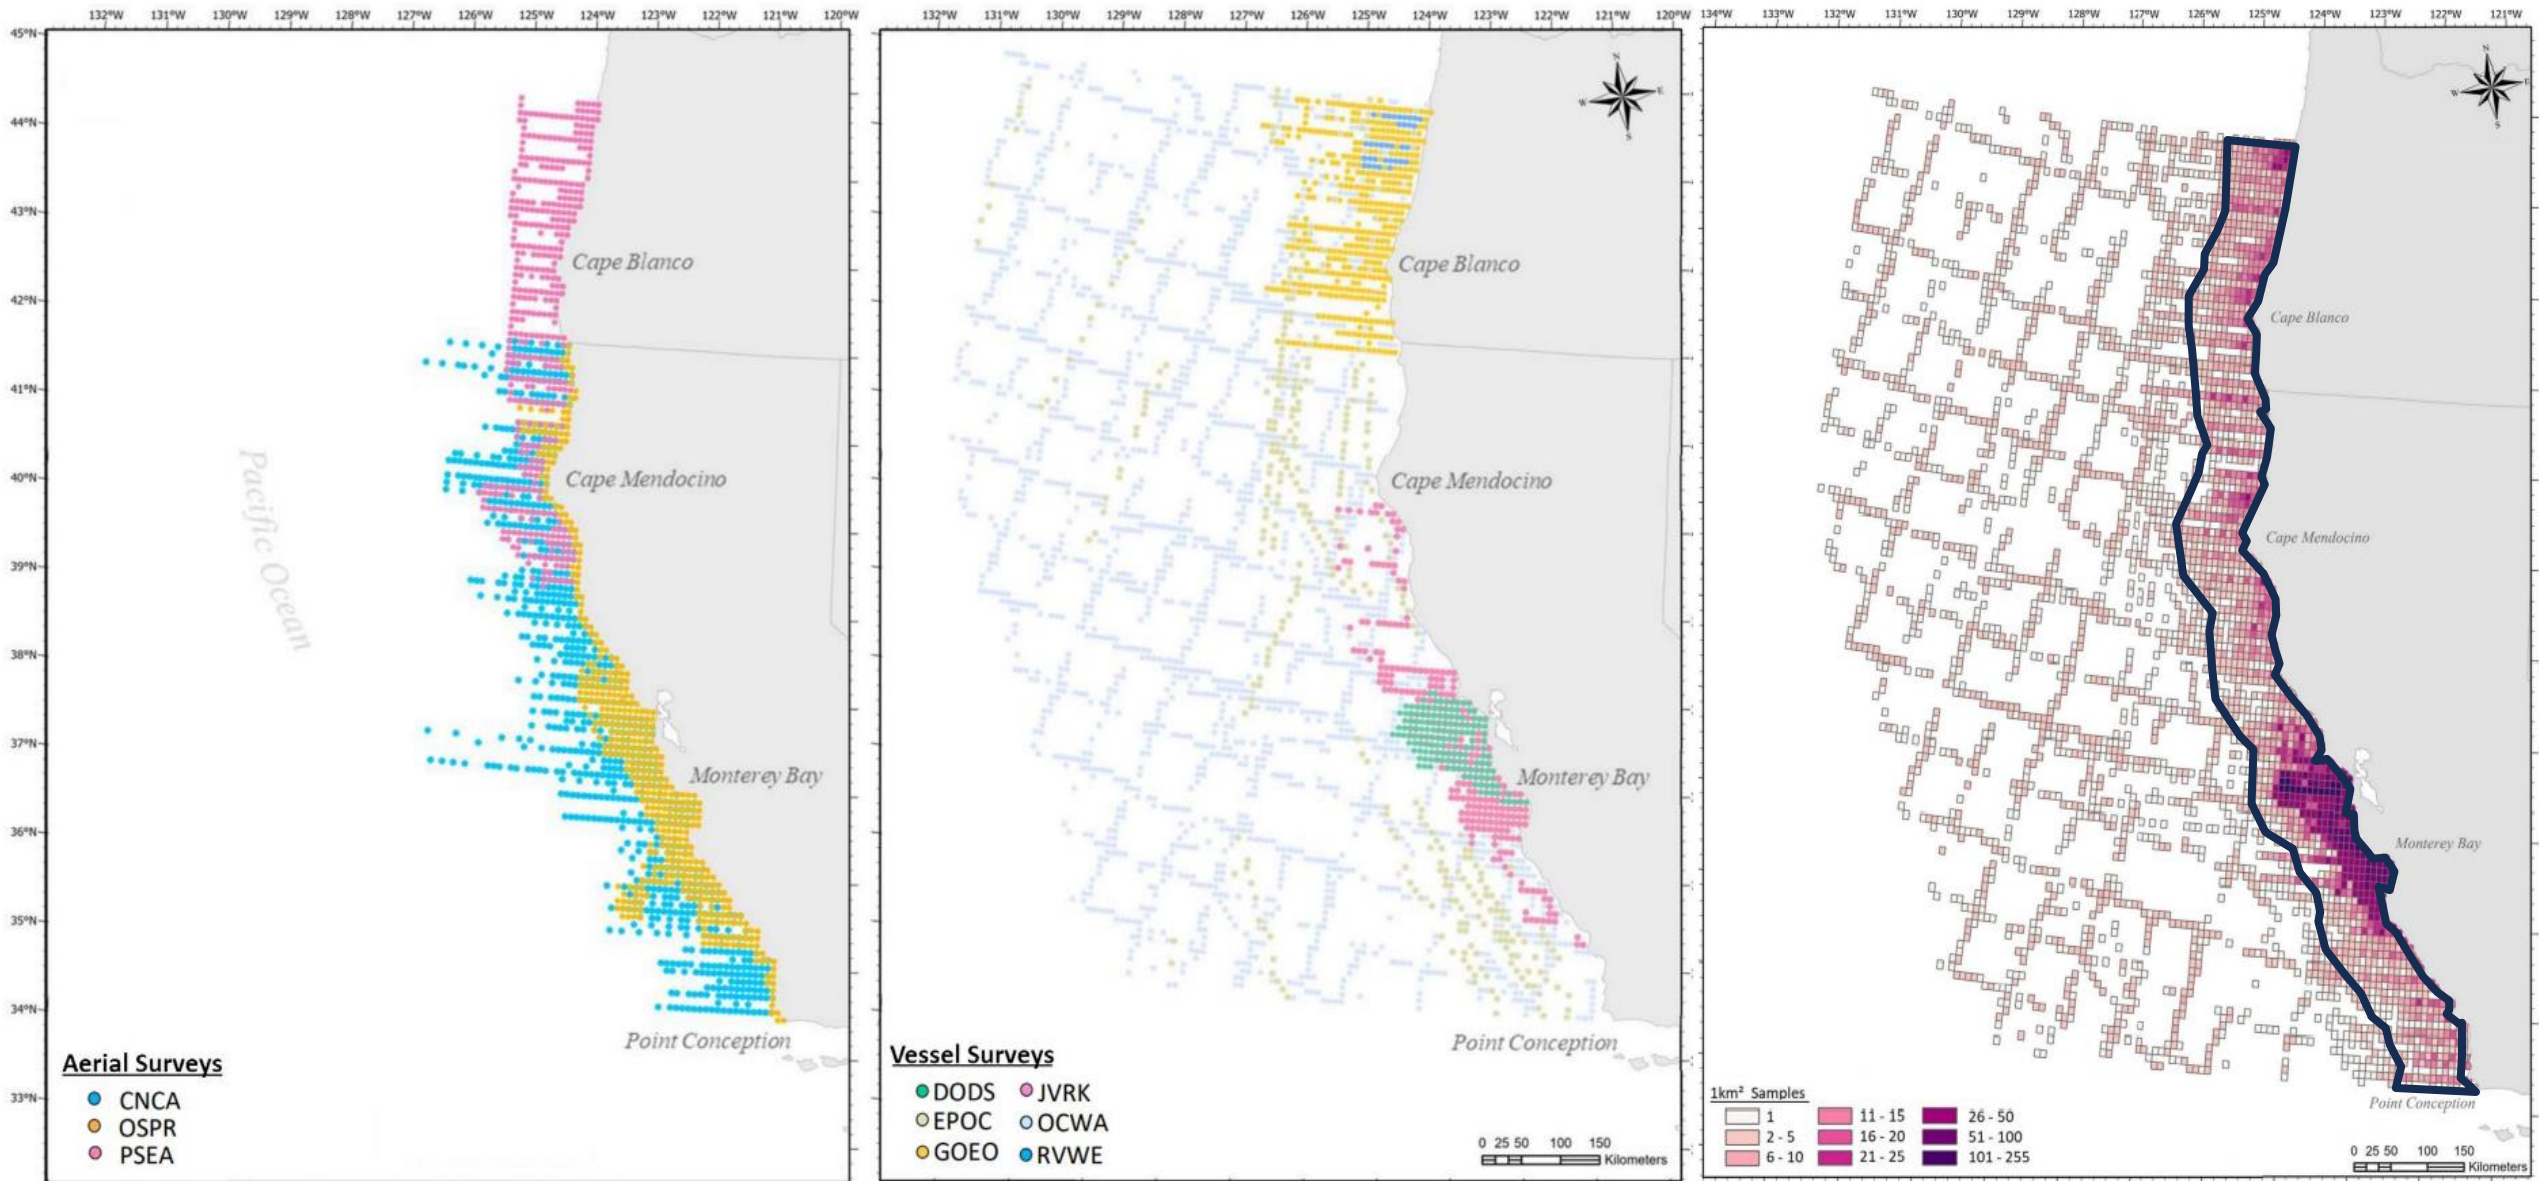 132°W 130°W 129°W 128°W 127°W 126°W 125°W 124°W 123°W 122°W 121°W 120°W
45°N
44°N
43°N
42°N
41°N
40°N
39°N
38°N
37°N
36°N
35°N
34°N
33°N
Cape Blanco
Cape Mendocino
Pacific Ocean
Monterey Bay
Point Conception
Aerial Surveys
CNCA
OSPR
PSEA
132°W 131°W 130°W 129°W 128°W 127°W 126°W 125°W 124°W 123°W 122°W 121°W 120°W
N
W E
S
Cape Blanco
Cape Mendocino
Monterey Bay
Point Conception
Vessel Surveys
DODS JVRK
EPOC OCWA
GOEO RVWE
0 25 50 100 150
Kilometers
134°W 133°W 132°W 131°W 130°W 129°W 128°W 127°W 126°W 125°W 124°W 123°W 122°W 121°W
N
W E
S
Cape Blanco
Cape Mendocino
Monterey Bay
Point Conception
1km² Samples
1 11 - 15 26 - 50
2 - 5 16 - 20 51 - 100
6 - 10 21 - 25 101 - 255
0 25 50 100 150
Kilometers